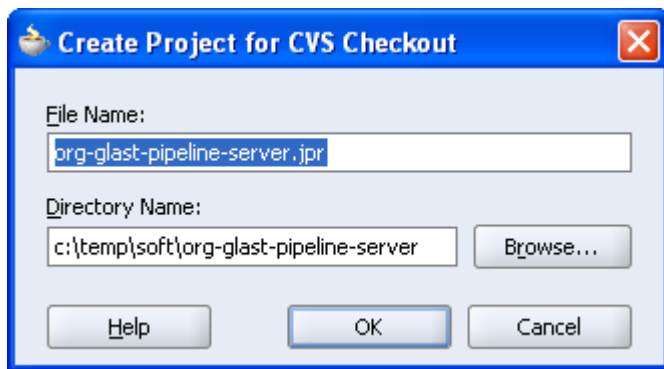 Create Project for CVS Checkout
File Name:
org-glast-pipeline-server.jpr
Directory Name:
c:\temp\soft\org-glast-pipeline-server
Browse...
Help
OK
Cancel